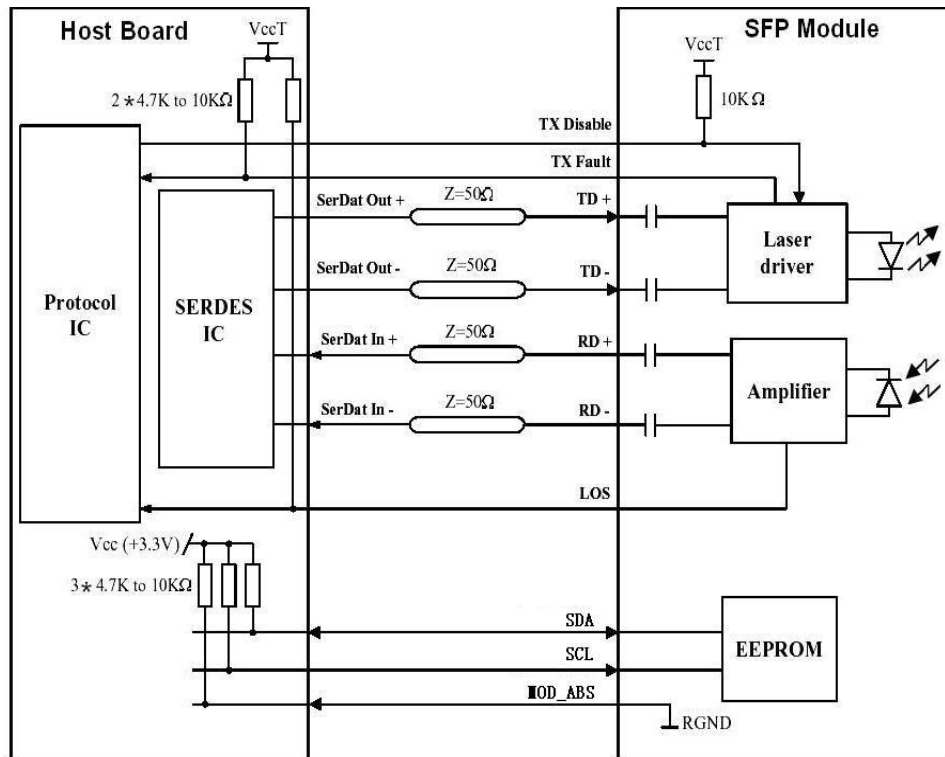 Host Board
SFP Module
VccT
VccT
2*4.7K to 10KΩ
10KΩ
TX Disable
TX Fault
SerDat Out +
Z=50Ω
TD +
SerDat Out -
Z=50Ω
TD -
Laser
driver
Protocol
IC
SERDES
IC
SerDat In +
Z=50Ω
RD +
SerDat In -
Z=50Ω
RD -
Amplifier
LOS
Vcc (+3.3V)
3*4.7K to 10KΩ
SDA
SCL
MOD_ABS
EEPROM
RGND